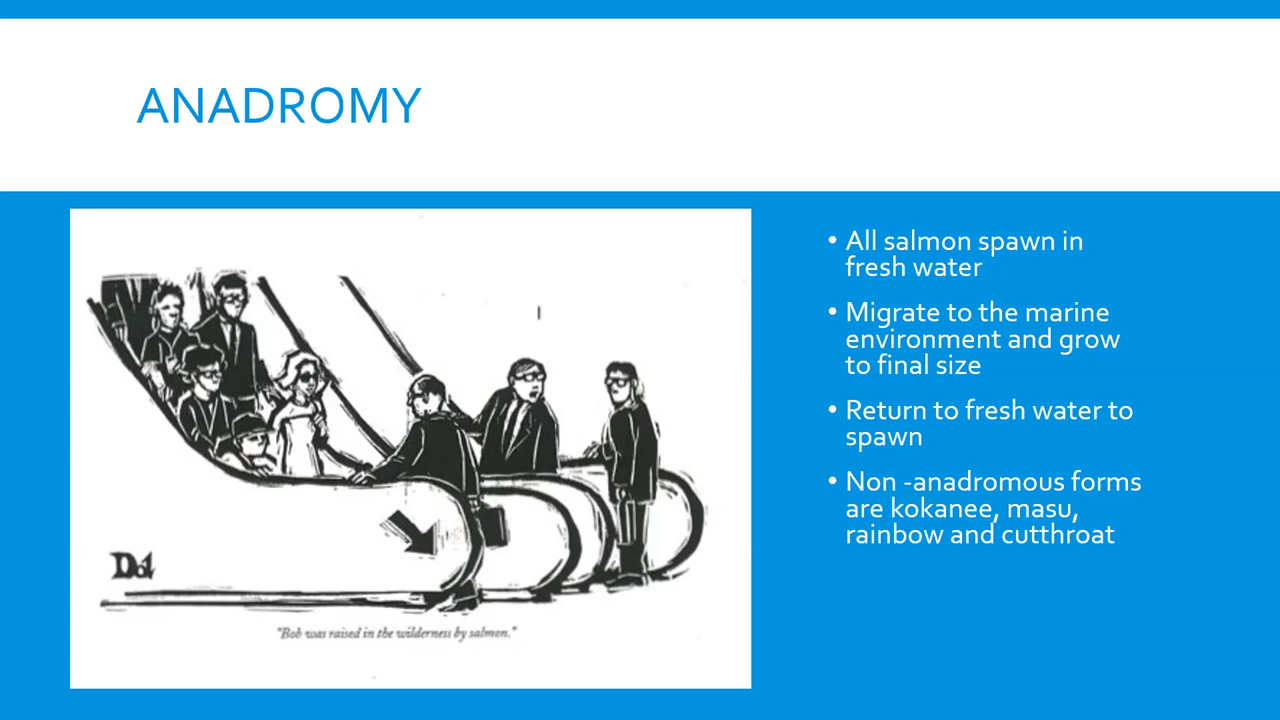 ANADROMY
• All salmon spawn in
fresh water
• Migrate to the marine
environment and grow
to final size
• Return to fresh water to
spawn
• Non -anadromous forms
are kokanee, masu,
rainbow and cutthroat
"Bob was raised in the wilderness by salmon."